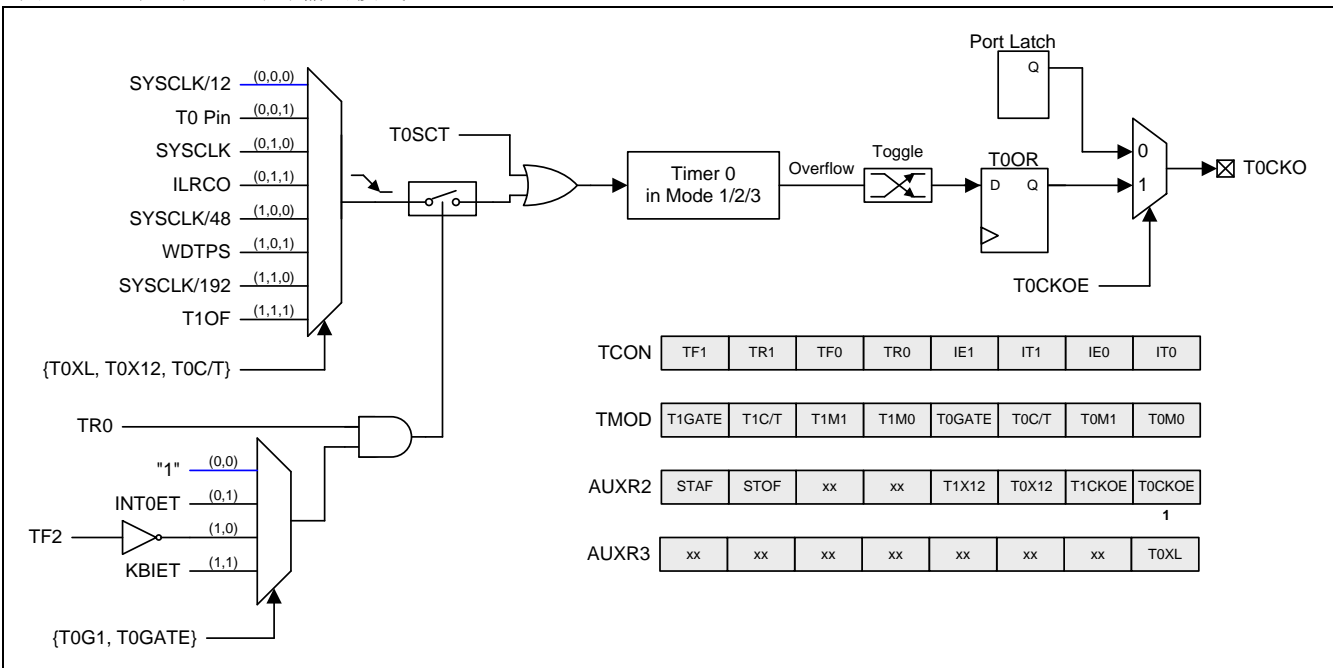 Port Latch
Q
SYSCLK/12 (0,0,0)
T0 Pin (0,0,1)
SYSCLK (0,1,0)
ILRCO (0,1,1)
SYSCLK/48 (1,0,0)
WDTPS (1,0,1)
SYSCLK/192 (1,1,0)
T1OF (1,1,1)
{T0XL, T0X12, T0C/T}
T0SCT
Timer 0
in Mode 1/2/3
Overflow
Toggle
T0OR
D Q
0
1
T0CKO
T0CKOE
TR0
"1" (0,0)
INT0ET (0,1)
TF2 (1,0)
KBIET (1,1)
{T0G1, T0GATE}
TCON TF1 TR1 TF0 TR0 IE1 IT1 IE0 IT0
TMOD T1GATE T1C/T T1M1 T1M0 T0GATE T0C/T T0M1 T0M0
AUXR2 STAF STOF xx xx T1X12 T0X12 T1CKOE T0CKOE
1
AUXR3 xx xx xx xx xx xx xx T0XL